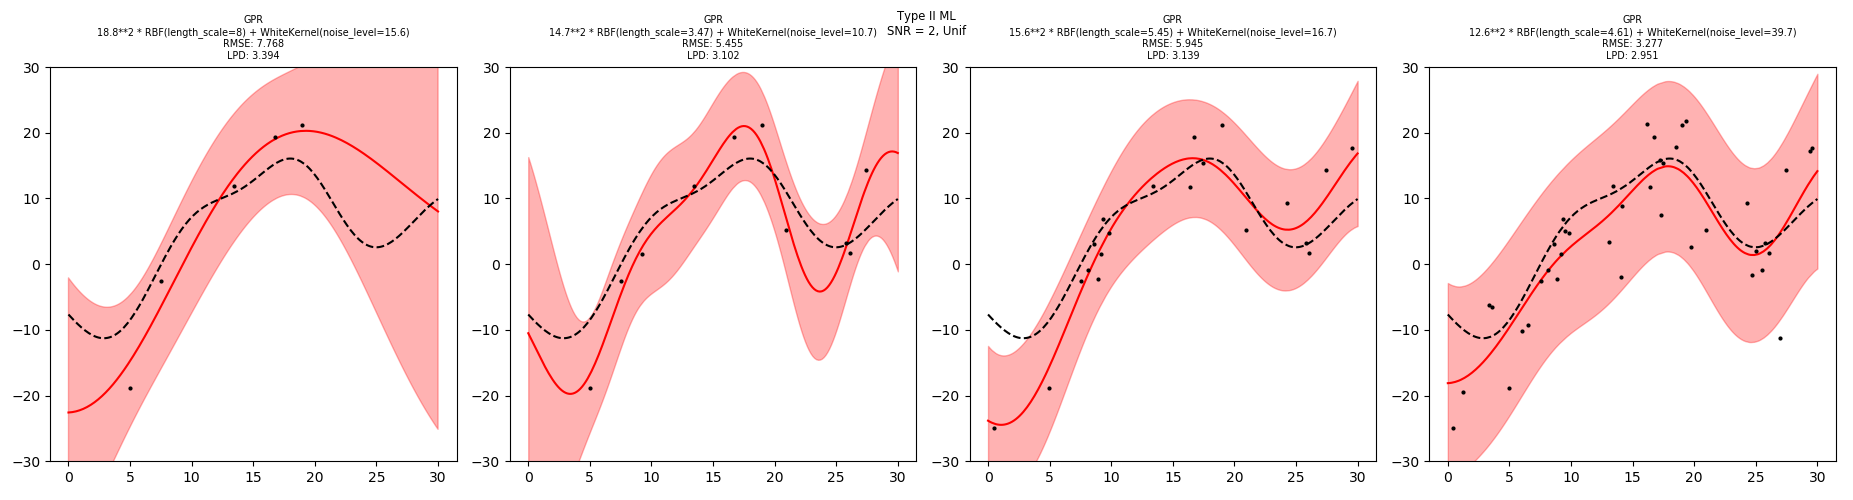 Type II ML
SNR = 2, Unif
GPR
18.8**2 * RBF(length_scale=8) + WhiteKernel(noise_level=15.6)
RMSE: 7.768
LPD: 3.394
30
20
10
0
−10
−20
−30
0 5 10 15 20 25 30
GPR
14.7**2 * RBF(length_scale=3.47) + WhiteKernel(noise_level=10.7)
RMSE: 5.455
LPD: 3.102
30
20
10
0
−10
−20
−30
0 5 10 15 20 25 30
GPR
15.6**2 * RBF(length_scale=5.45) + WhiteKernel(noise_level=16.7)
RMSE: 5.945
LPD: 3.139
30
20
10
0
−10
−20
−30
0 5 10 15 20 25 30
GPR
12.6**2 * RBF(length_scale=4.61) + WhiteKernel(noise_level=39.7)
RMSE: 3.277
LPD: 2.951
30
20
10
0
−10
−20
−30
0 5 10 15 20 25 30